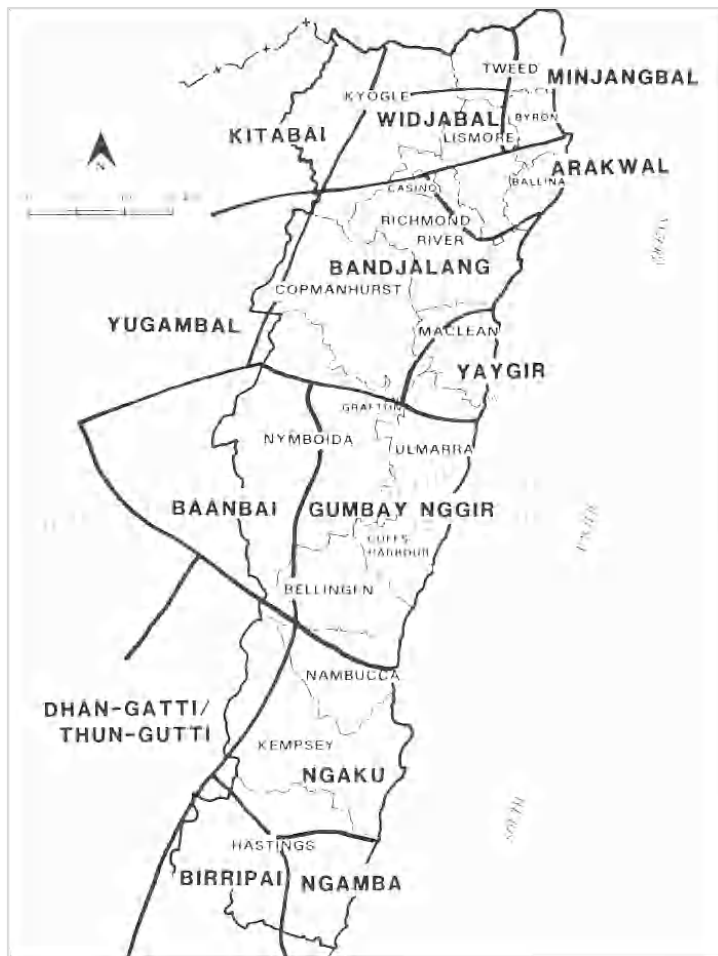 TWEED
MINJANGBAL
KYOGLE
WIDJABAL
BYRON
KITABAI
LISMORE
N
ARAKWAL
CASINO
BALLINA
RICHMOND
RIVER
BANDJALANG
COPMANHURST
YUGAMBAL
MACLEAN
YAYGIR
GRAFTON
NYMBOIDA
ULMARRA
BAANBAI
GUMBAY NGGIR
COFFS
HARBOUR
BELLINGEN
NAMBUCCA
DHAN-GATTI/
THUN-GUTTI
KEMPSEY
NGAKU
SOUTH
HASTINGS
BIRRIPAI
NGAMBA